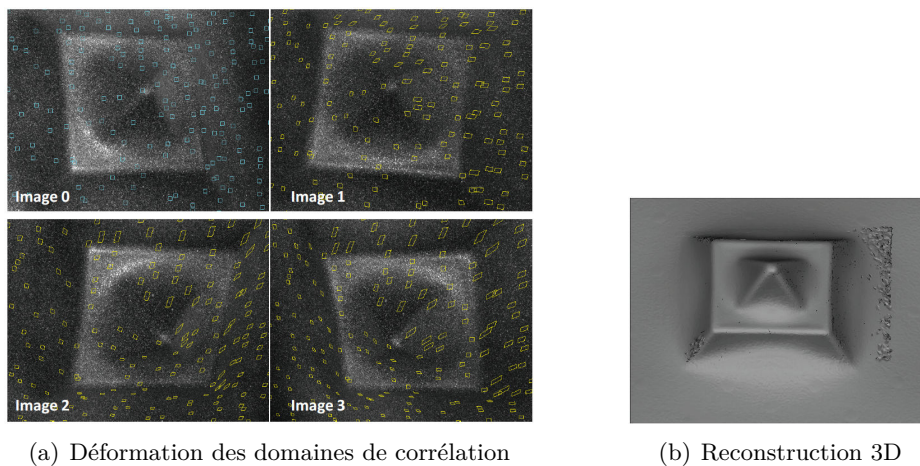 Image 0
Image 1
Image 2
Image 3
(a) Déformation des domaines de corrélation
(b) Reconstruction 3D